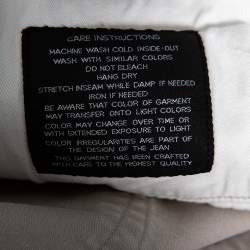 CARE INSTRUCTIONS
MACHINE WASH COLD INSIDE-OUT
WASH WITH SIMILAR COLORS
DO NOT BLEACH
HANG DRY
STRETCH INSEAM WHILE DAMP IF NEEDED
IRON IF NEEDED
BE AWARE THAT COLOR OF GARMENT
MAY TRANSFER ONTO LIGHT COLORS
COLOR MAY CHANGE OVER TIME OR
WITH EXTENDED EXPOSURE TO LIGHT
COLOR IRREGULARITIES ARE PART OF
THE DESIGN OF THE JEAN
THIS GARMENT HAS BEEN CRAFTED
WITH CARE TO THE HIGHEST QUALITY